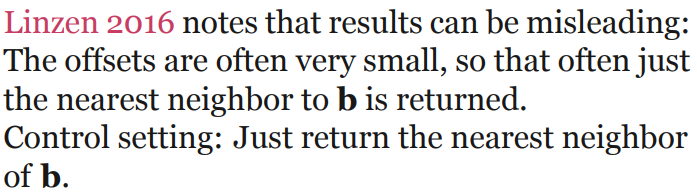 Linzen 2016 notes that results can be misleading:
The offsets are often very small, so that often just
the nearest neighbor to b is returned.
Control setting: Just return the nearest neighbor
of b.